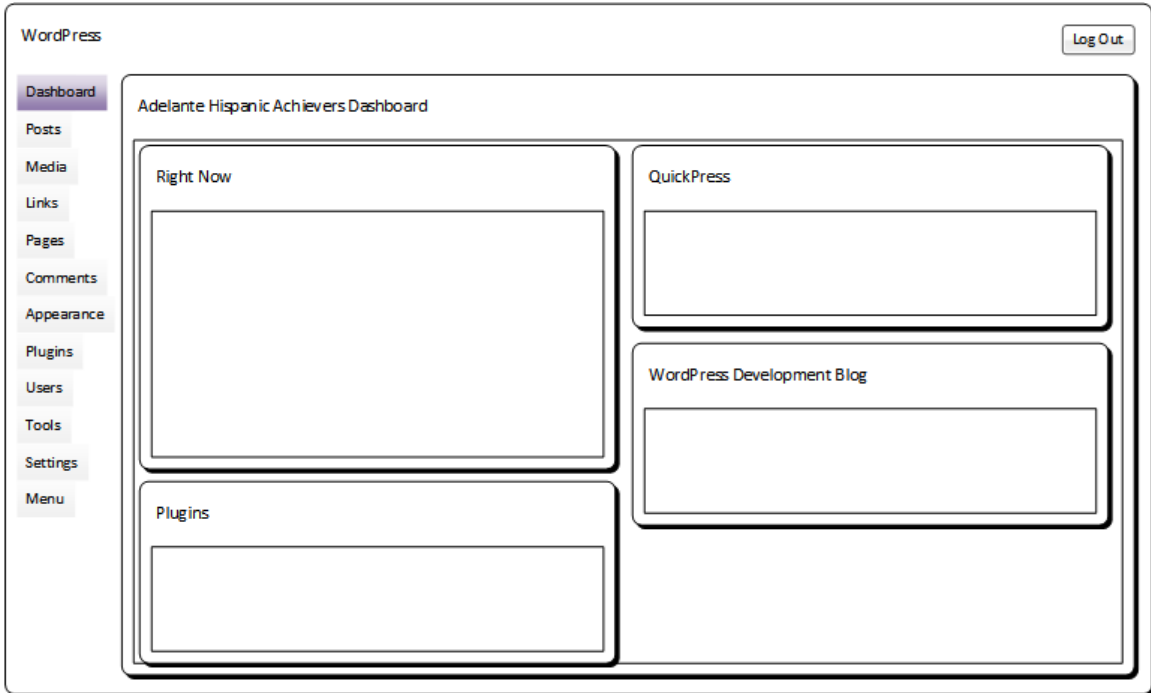 WordPress
Log Out
Dashboard
Posts
Media
Links
Pages
Comments
Appearance
Plugins
Users
Tools
Settings
Menu
Adelante Hispanic Achievers Dashboard
Right Now
QuickPress
WordPress Development Blog
Plugins